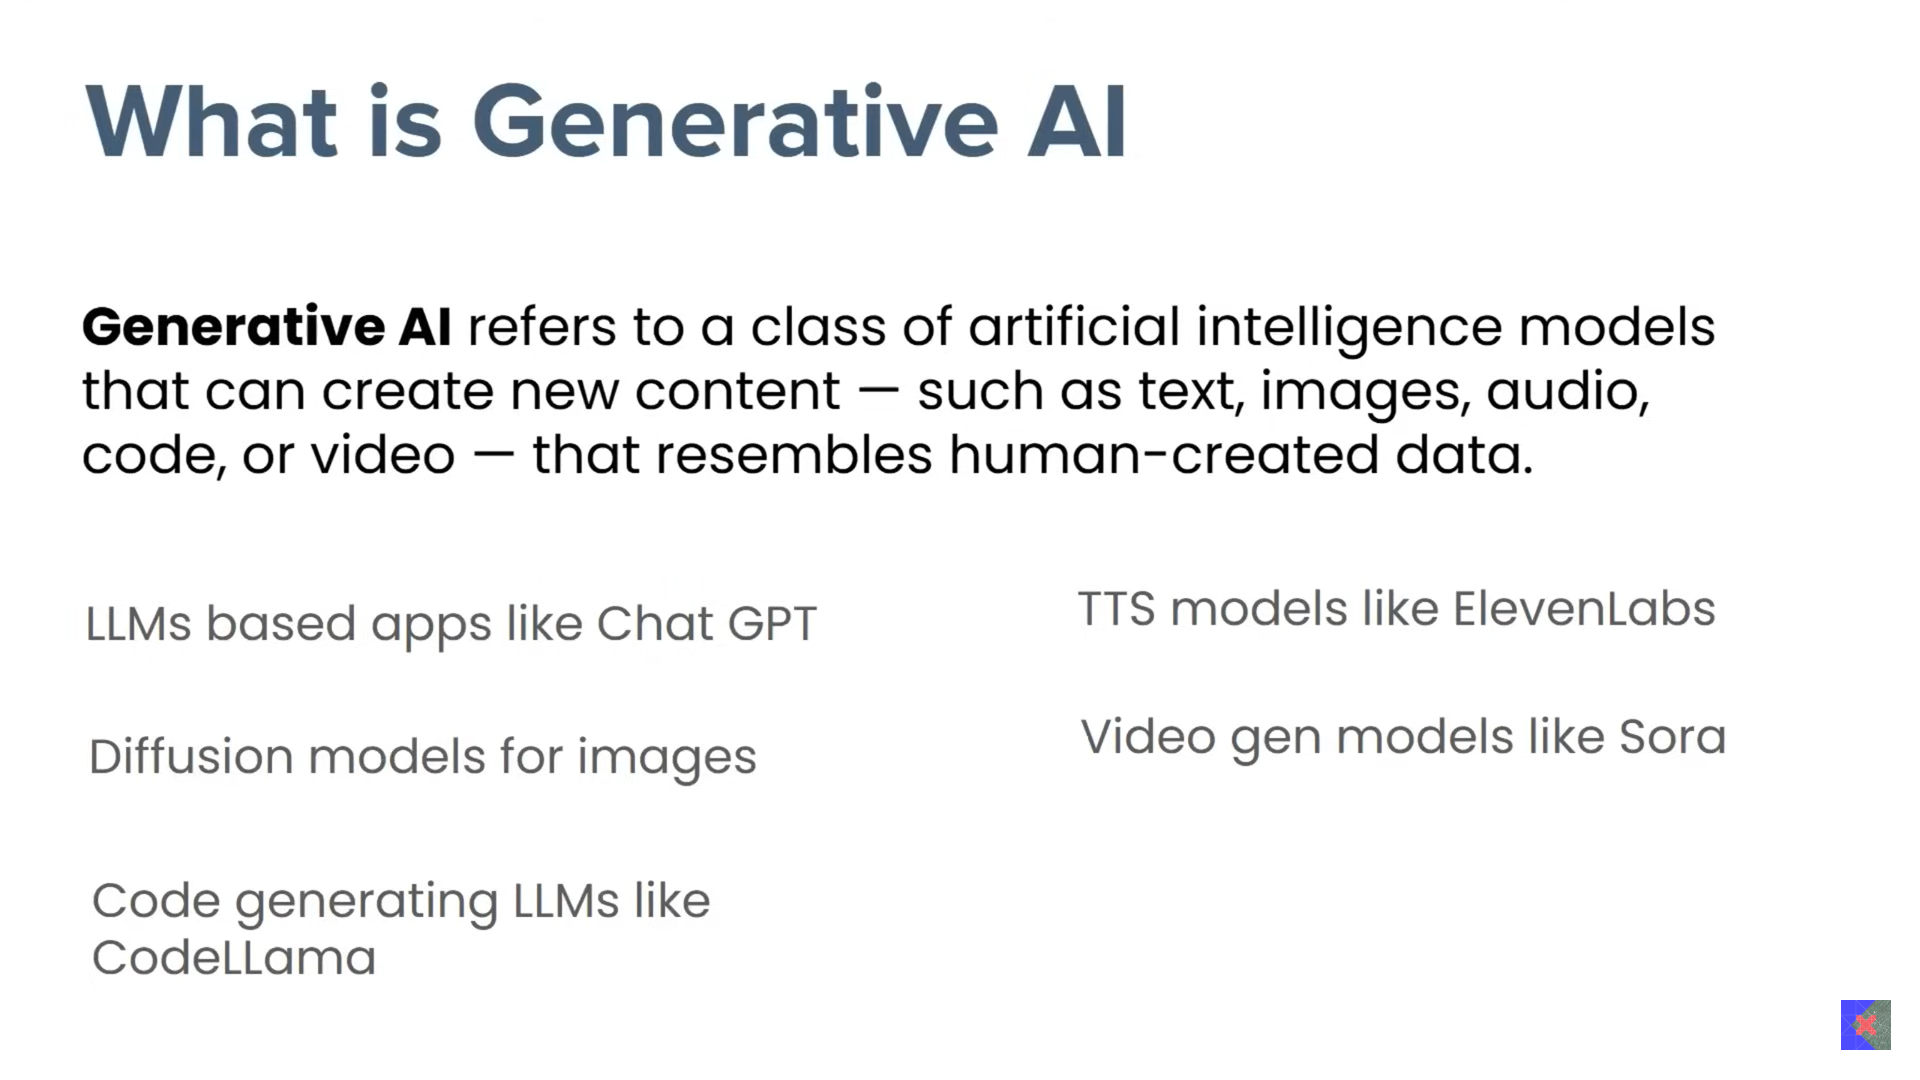 What is Generative AI
Generative AI refers to a class of artificial intelligence models
that can create new content — such as text, images, audio,
code, or video — that resembles human-created data.
LLMs based apps like Chat GPT
Diffusion models for images
Code generating LLMs like
CodeLLama
TTS models like ElevenLabs
Video gen models like Sora